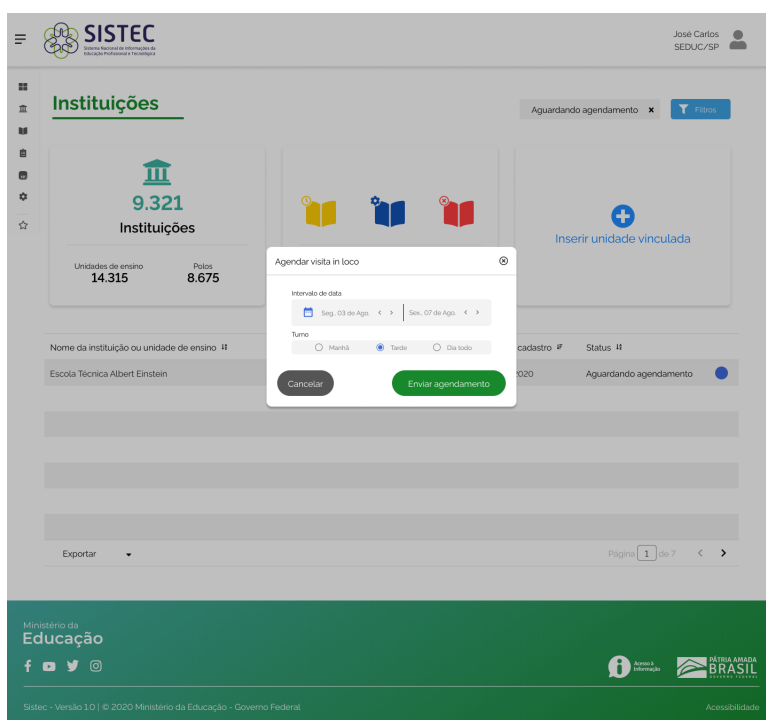 SISTEC
Sistema Nacional de Informações da
Educação Profissional e Tecnológica
José Carlos
SEDUC/SP
Instituições
Aguardando agendamento
Filtros
9.321
Instituições
Unidades de ensino
Polos
14.315
8.675
Inserir unidade vinculada
Agendar visita in loco
Intervalo de data
Seg., 03 de Ago.
Sex., 07 de Ago.
Turno
Manhã
Tarde
Dia todo
Cancelar
Enviar agendamento
Nome da instituição ou unidade de ensino
cadastro
Status
Escola Técnica Albert Einstein
2020
Aguardando agendamento
Exportar
Página 1 de 7
Ministério da
Educação
Acesso à
Informação
PÁTRIA AMADA
BRASIL
GOVERNO FEDERAL
Sistec - Versão 1.0 | © 2020 Ministério da Educação - Governo Federal
Acessibilidade